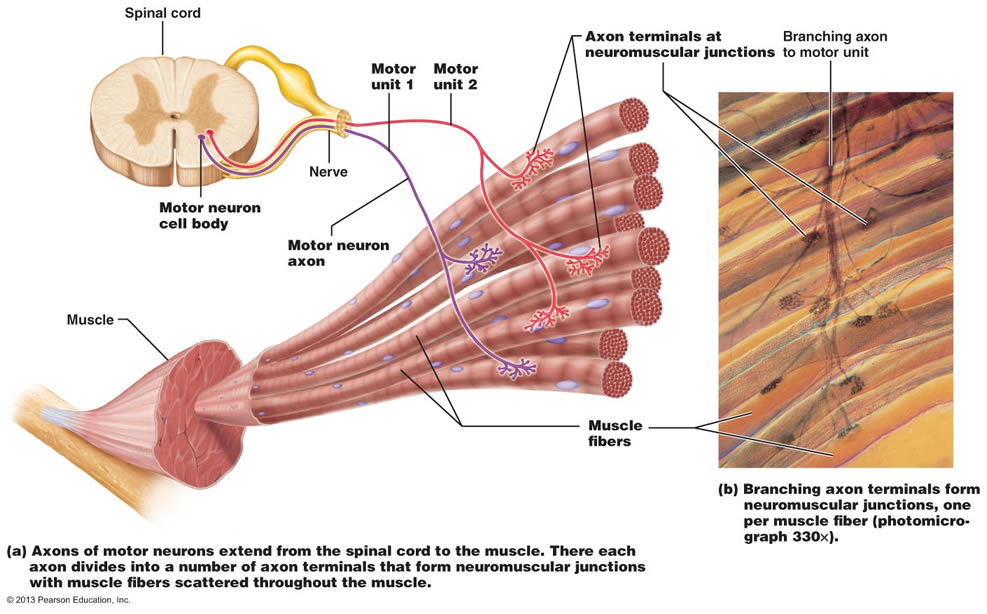 Spinal cord
Motor
unit 1
Motor
unit 2
Axon terminals at
neuromuscular junctions
Branching axon
to motor unit
Nerve
Motor neuron
cell body
Motor neuron
axon
Muscle
Muscle
fibers
(b) Branching axon terminals form
neuromuscular junctions, one
per muscle fiber (photomicro-
graph 330×).
(a) Axons of motor neurons extend from the spinal cord to the muscle. There each
axon divides into a number of axon terminals that form neuromuscular junctions
with muscle fibers scattered throughout the muscle.
© 2013 Pearson Education, Inc.